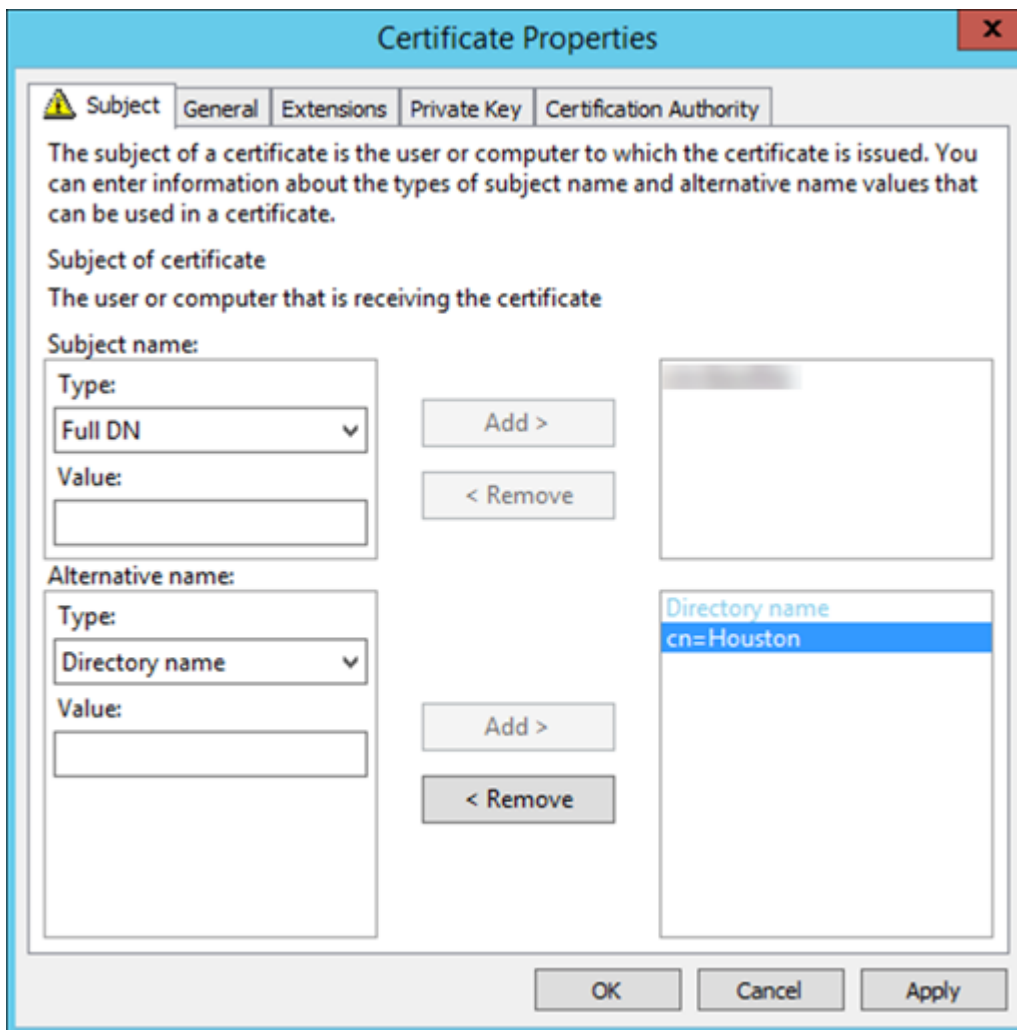 Certificate Properties
x
Subject
General
Extensions
Private Key
Certification Authority
The subject of a certificate is the user or computer to which the certificate is issued. You
can enter information about the types of subject name and alternative name values that
can be used in a certificate.
Subject of certificate
The user or computer that is receiving the certificate
Subject name:
Type:
Full DN
Value:
Add >
< Remove
Alternative name:
Type:
Directory name
Value:
Add >
< Remove
Directory name
cn=Houston
OK
Cancel
Apply